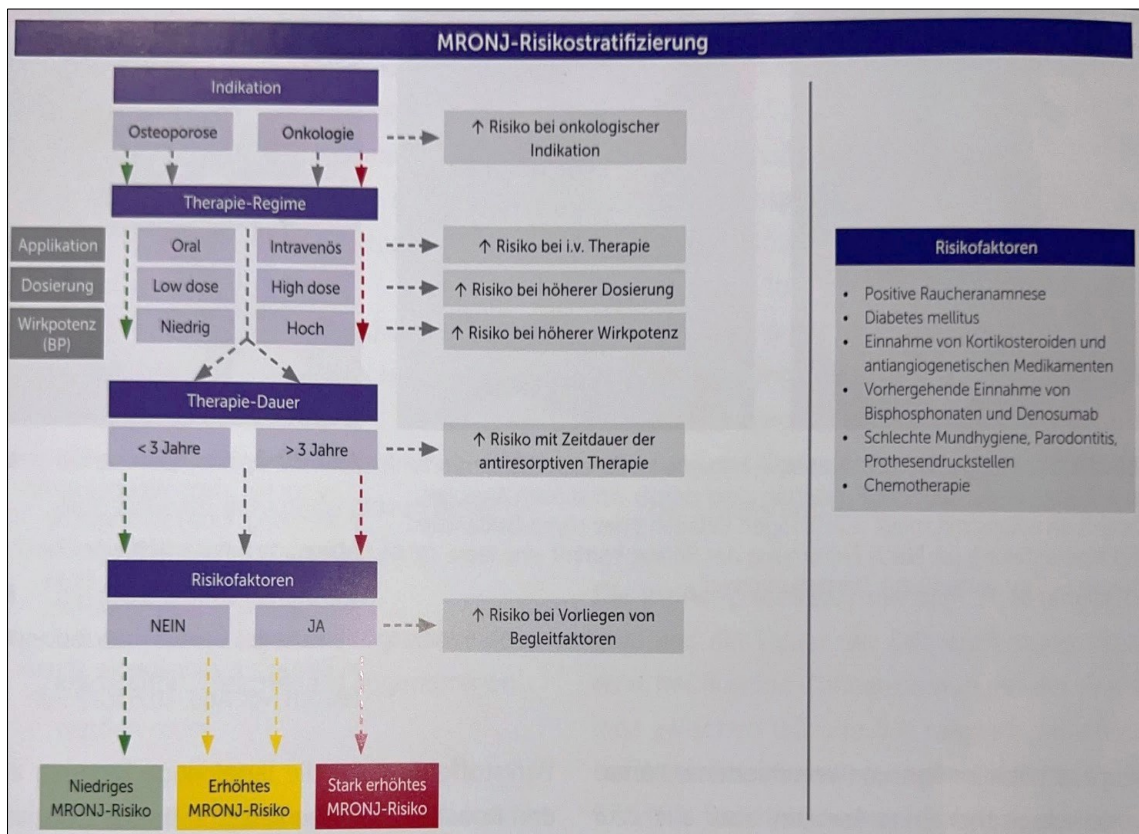 MRONJ-Risikostratifizierung
Indikation
Osteoporose
Onkologie
↑ Risiko bei onkologischer
Indikation
Therapie-Regime
Applikation
Oral
Intravenös
↑ Risiko bei i.v. Therapie
Dosierung
Low dose
High dose
↑ Risiko bei höherer Dosierung
Wirkpotenz
(BP)
Niedrig
Hoch
↑ Risiko bei höherer Wirkpotenz
Therapie-Dauer
< 3 Jahre
> 3 Jahre
↑ Risiko mit Zeitdauer der
antiresorptiven Therapie
Risikofaktoren
NEIN
JA
↑ Risiko bei Vorliegen von
Begleitfaktoren
Niedriges
MRONJ-Risiko
Erhöhtes
MRONJ-Risiko
Stark erhöhtes
MRONJ-Risiko
Risikofaktoren
• Positive Raucheranamnese
• Diabetes mellitus
• Einnahme von Kortikosteroiden und
antiangiogenetischen Medikamenten
• Vorhergehende Einnahme von
Bisphosphonaten und Denosumab
• Schlechte Mundhygiene, Parodontitis,
Prothesendruckstellen
• Chemotherapie